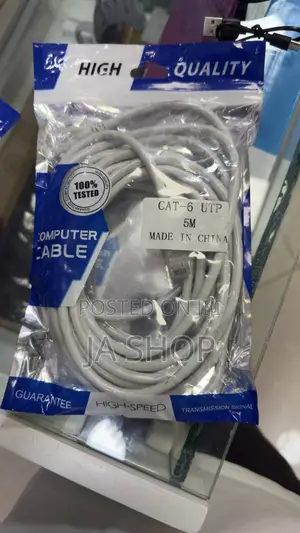 HIGH QUALITY
100%
TESTED
CAT-6 UTP
5M
MADE IN CHINA
COMPUTER
CABLE
POSTED ON
JA.SHOP
GUARANTEE HIGH-SPEED TRANSMISSION SIGNAL